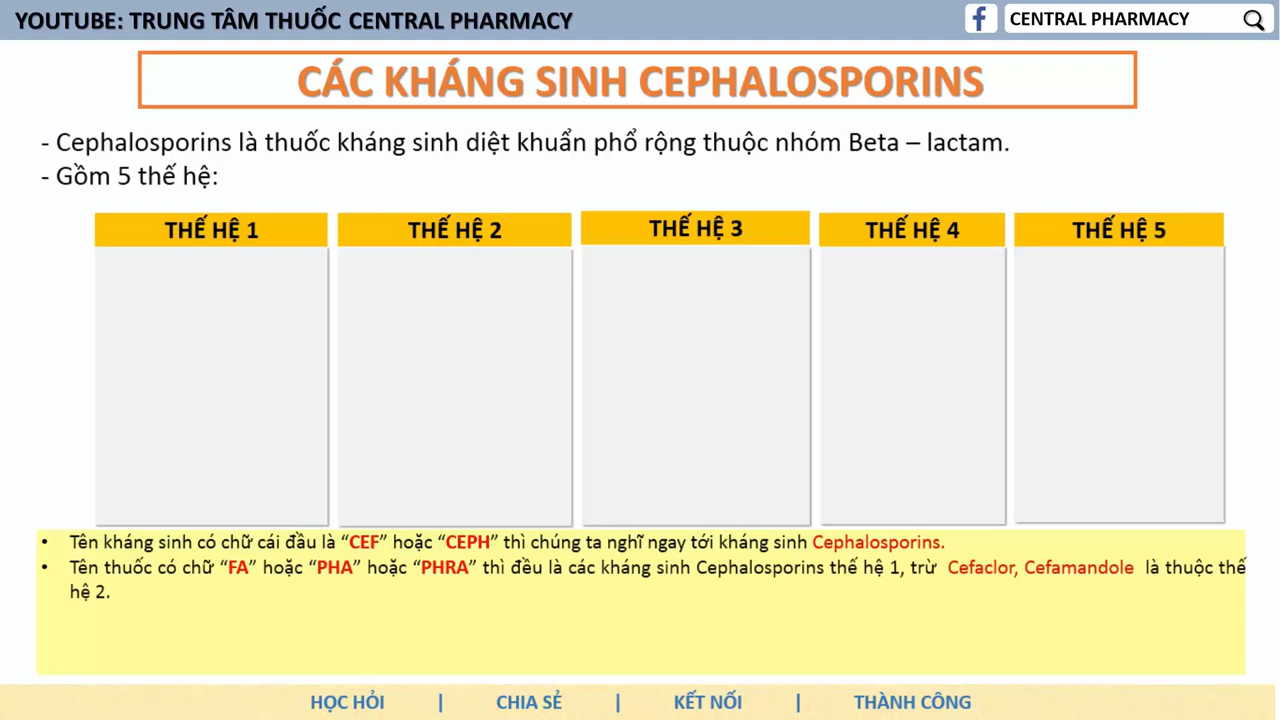 YOUTUBE: TRUNG TÂM THUỐC CENTRAL PHARMACY
CENTRAL PHARMACY
CÁC KHÁNG SINH CEPHALOSPORINS
- Cephalosporins là thuốc kháng sinh diệt khuẩn phổ rộng thuộc nhóm Beta – lactam.
- Gồm 5 thế hệ:
THẾ HỆ 1
THẾ HỆ 2
THẾ HỆ 3
THẾ HỆ 4
THẾ HỆ 5
• Tên kháng sinh có chữ cái đầu là “CEF” hoặc “CEPH” thì chúng ta nghĩ ngay tới kháng sinh Cephalosporins.
• Tên thuốc có chữ “FA” hoặc “PHA” hoặc “PHRA” thì đều là các kháng sinh Cephalosporins thế hệ 1, trừ Cefaclor, Cefamandole là thuộc thế
hệ 2.
HỌC HỎI | CHIA SẺ | KẾT NỐI | THÀNH CÔNG